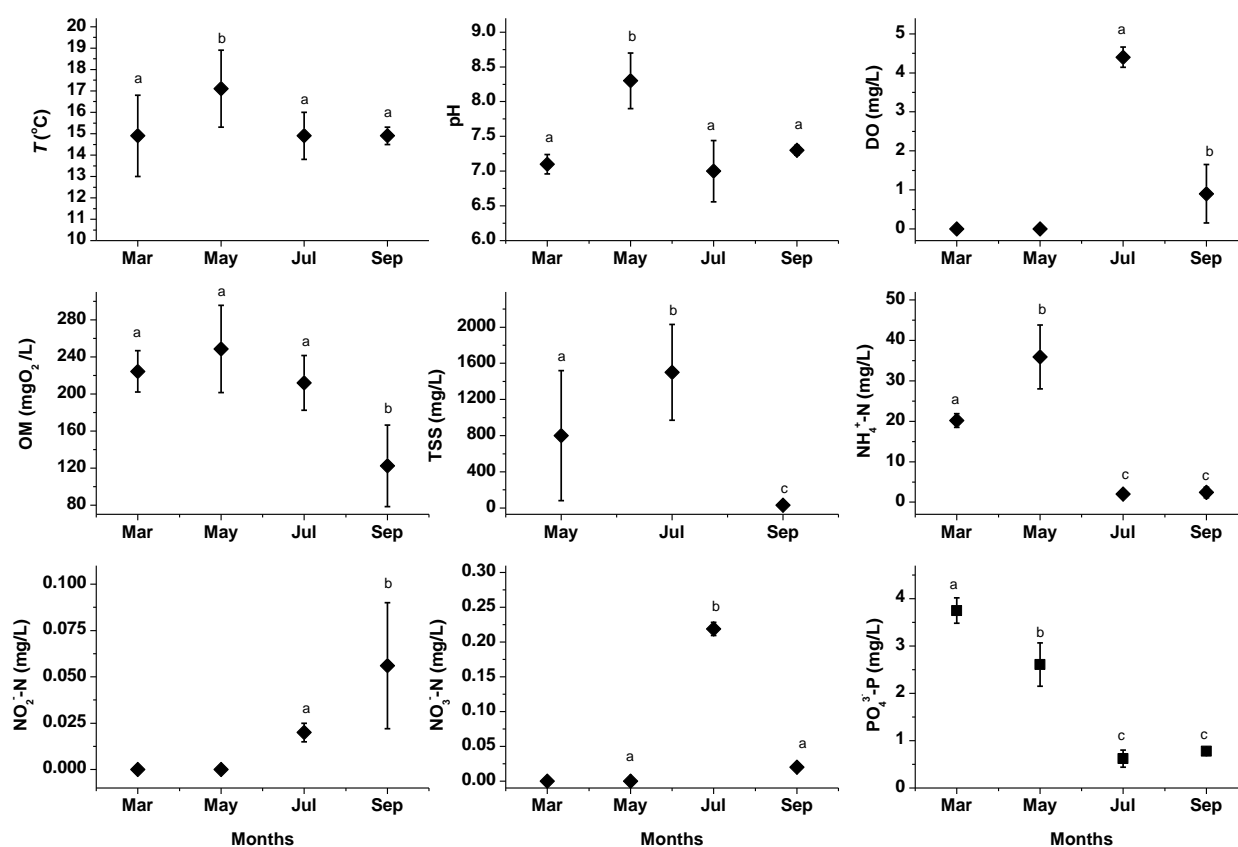 T (°C)
20
19
18
17
16
15
14
13
12
11
10
a
b
a
a
Mar May Jul Sep
pH
9.0
8.5
8.0
7.5
7.0
6.5
6.0
a
b
a
a
Mar May Jul Sep
DO (mg/L)
5
4
3
2
1
0
a
b
Mar May Jul Sep
OM (mgO₂/L)
280
240
200
160
120
80
a
a
a
b
Mar May Jul Sep
TSS (mg/L)
2000
1600
1200
800
400
0
a
b
c
May Jul Sep
NH₄⁺-N (mg/L)
50
40
30
20
10
0
a
b
c
c
Mar May Jul Sep
NO₂⁻-N (mg/L)
0.100
0.075
0.050
0.025
0.000
a
b
Mar May Jul Sep
Months
NO₃⁻-N (mg/L)
0.30
0.25
0.20
0.15
0.10
0.05
0.00
a
b
a
Mar May Jul Sep
Months
PO₄³⁻-P (mg/L)
4
3
2
1
0
a
b
c
c
Mar May Jul Sep
Months